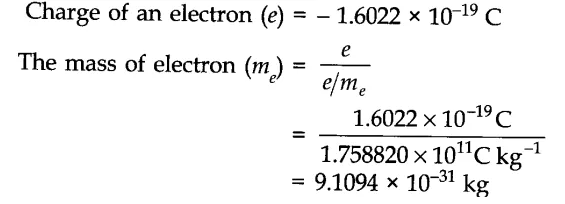 Charge of an electron (e) = – 1.6022 × 10⁻¹⁹ C
The mass of electron (mₑ) = e / e/mₑ
= 1.6022 × 10⁻¹⁹ C / 1.758820 × 10¹¹ C kg⁻¹
= 9.1094 × 10⁻³¹ kg